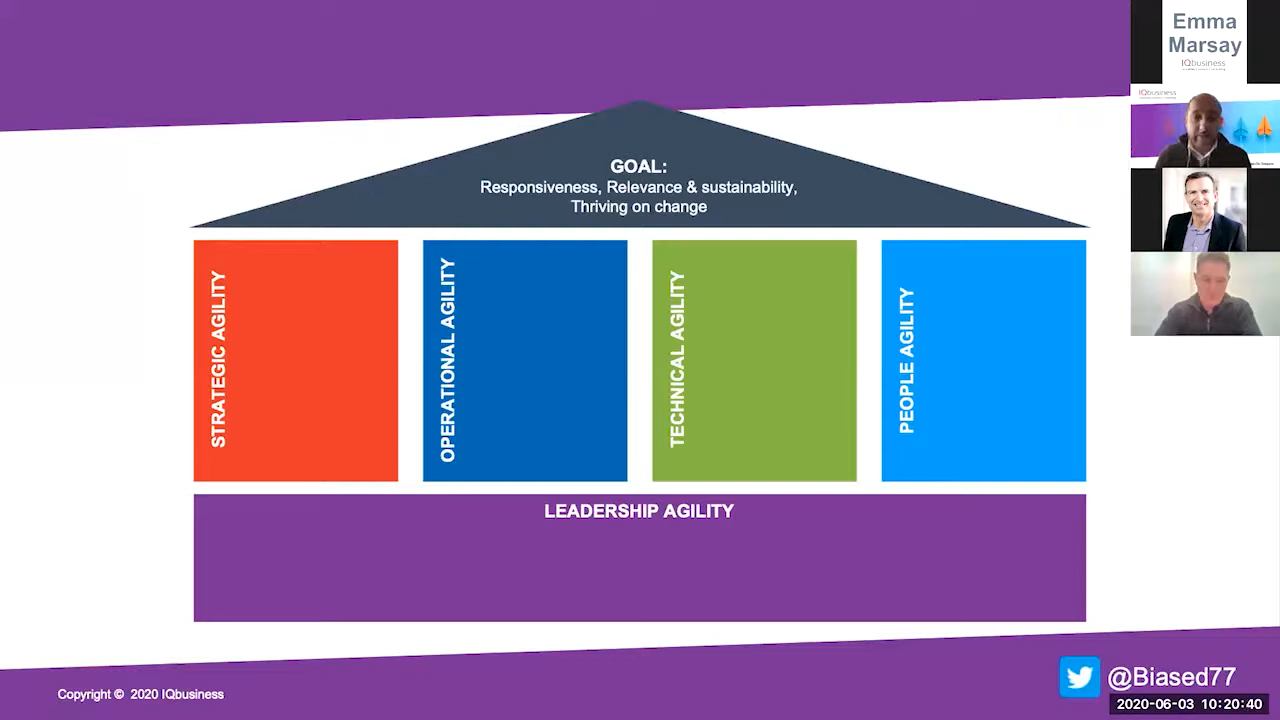 GOAL:
Responsiveness, Relevance & sustainability,
Thriving on change
STRATEGIC AGILITY
OPERATIONAL AGILITY
TECHNICAL AGILITY
PEOPLE AGILITY
LEADERSHIP AGILITY
Copyright © 2020 IQbusiness
@Biased77
2020-06-03 10:20:40
Emma
Marsay
IQbusiness
IQbusiness